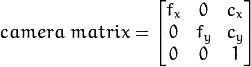 camera matrix = [f_x 0 c_x
0 f_y c_y
0 0 1]